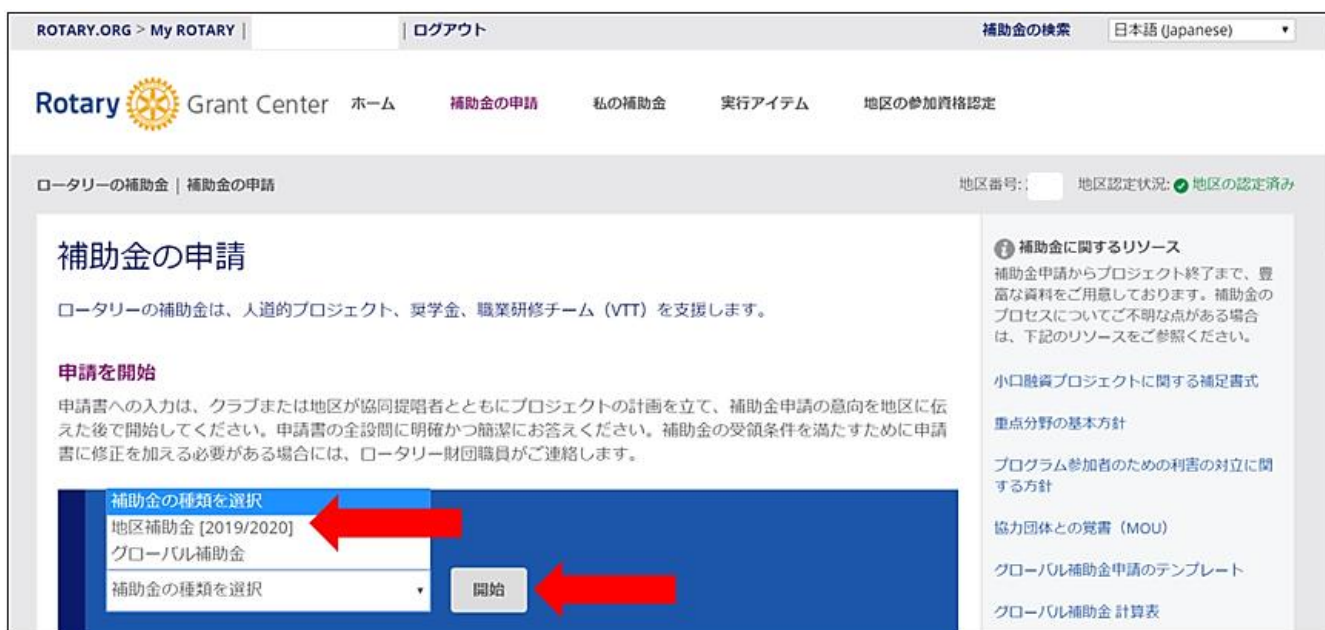 ROTARY.ORG > My ROTARY | | ログアウト 補助金の検索 日本語 (Japanese)
Rotary Grant Center ホーム 補助金の申請 私の補助金 実行アイテム 地区の参加資格認定
ロータリーの補助金 | 補助金の申請 地区番号: 地区認定状況: 地区の認定済み
補助金の申請
ロータリーの補助金は、人道的プロジェクト、奨学金、職業研修チーム（VTT）を支援します。
申請を開始
申請書への入力は、クラブまたは地区が協同提唱者とともにプロジェクトの計画を立て、補助金申請の意向を地区に伝
えた後で開始してください。申請書の全設問に明確かつ簡潔にお答えください。補助金の受領条件を満たすために申請
書に修正を加える必要がある場合には、ロータリー財団職員がご連絡します。
補助金の種類を選択
地区補助金 [2019/2020]
グローバル補助金
補助金の種類を選択 開始
補助金に関するリソース
補助金申請からプロジェクト終了まで、豊
富な資料をご用意しております。補助金の
プロセスについてご不明な点がある場合
は、下記のリソースをご参照ください。
小口融資プロジェクトに関する補足書式
重点分野の基本方針
プログラム参加者のための利害の対立に関
する方針
協力団体との覚書（MOU）
グローバル補助金申請のテンプレート
グローバル補助金 計算表